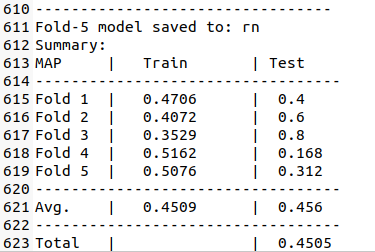 610 ---------------------------------
611 Fold-5 model saved to: rn
612 Summary:
613 MAP | Train | Test
614 ----------------------------------
615 Fold 1 | 0.4706 | 0.4
616 Fold 2 | 0.4072 | 0.6
617 Fold 3 | 0.3529 | 0.8
618 Fold 4 | 0.5162 | 0.168
619 Fold 5 | 0.5076 | 0.312
620 ----------------------------------
621 Avg. | 0.4509 | 0.456
622 ----------------------------------
623 Total | | 0.4505